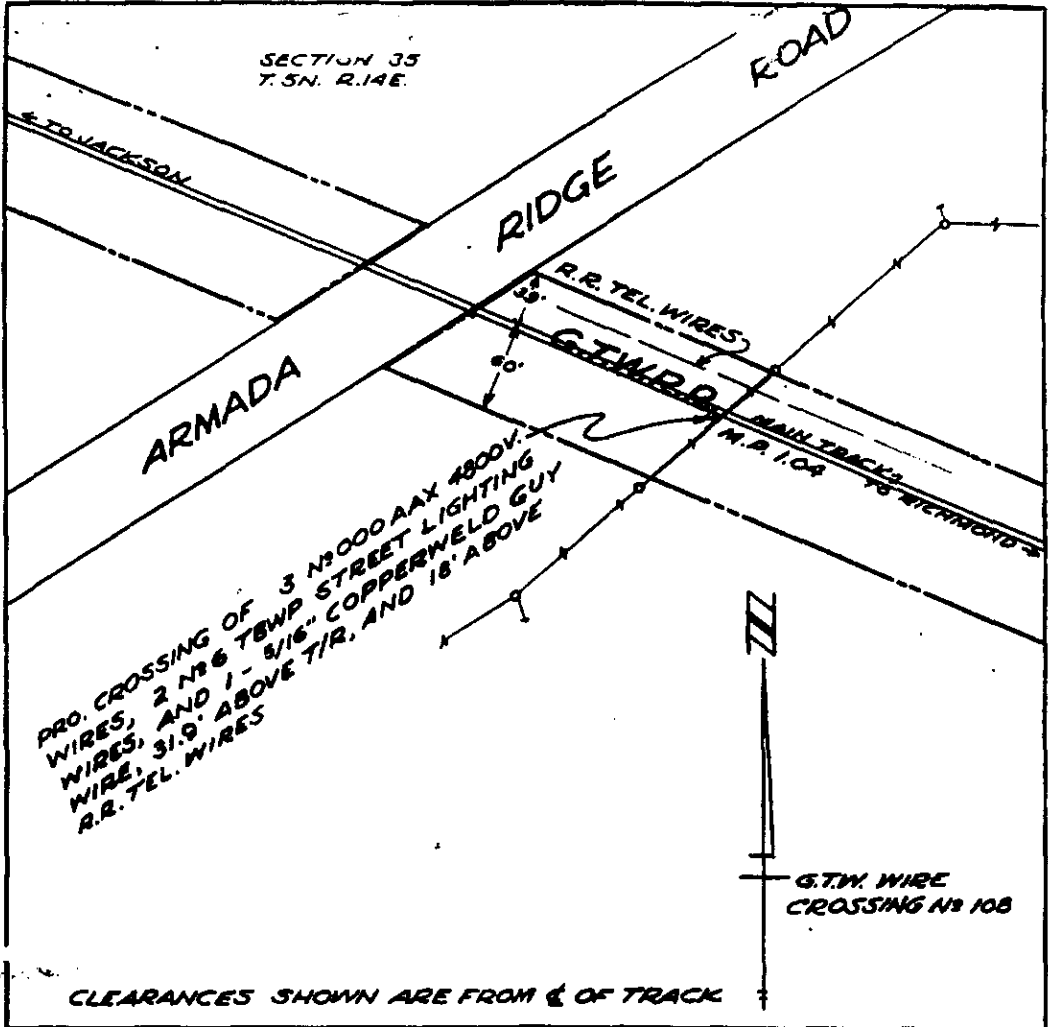 SECTION 35
T. 5N. R.14E.
ROAD
← TO JACKSON
RIDGE
R.R. TEL. WIRES
33'
G.T.W.R.R.
60'
ARMADA
MAIN TRACK
M.P. 1.04
TO RICHMOND →
PRO. CROSSING OF 3 Nº 000 AAX 4800V.
WIRES, 2 Nº 6 TBWP STREET LIGHTING
WIRES, AND 1 - 5/16" COPPERWELD GUY
WIRE, 31.9' ABOVE T/R, AND 18' ABOVE
R.R. TEL. WIRES
N
G.T.W. WIRE
CROSSING Nº 108
CLEARANCES SHOWN ARE FROM ℄ OF TRACK